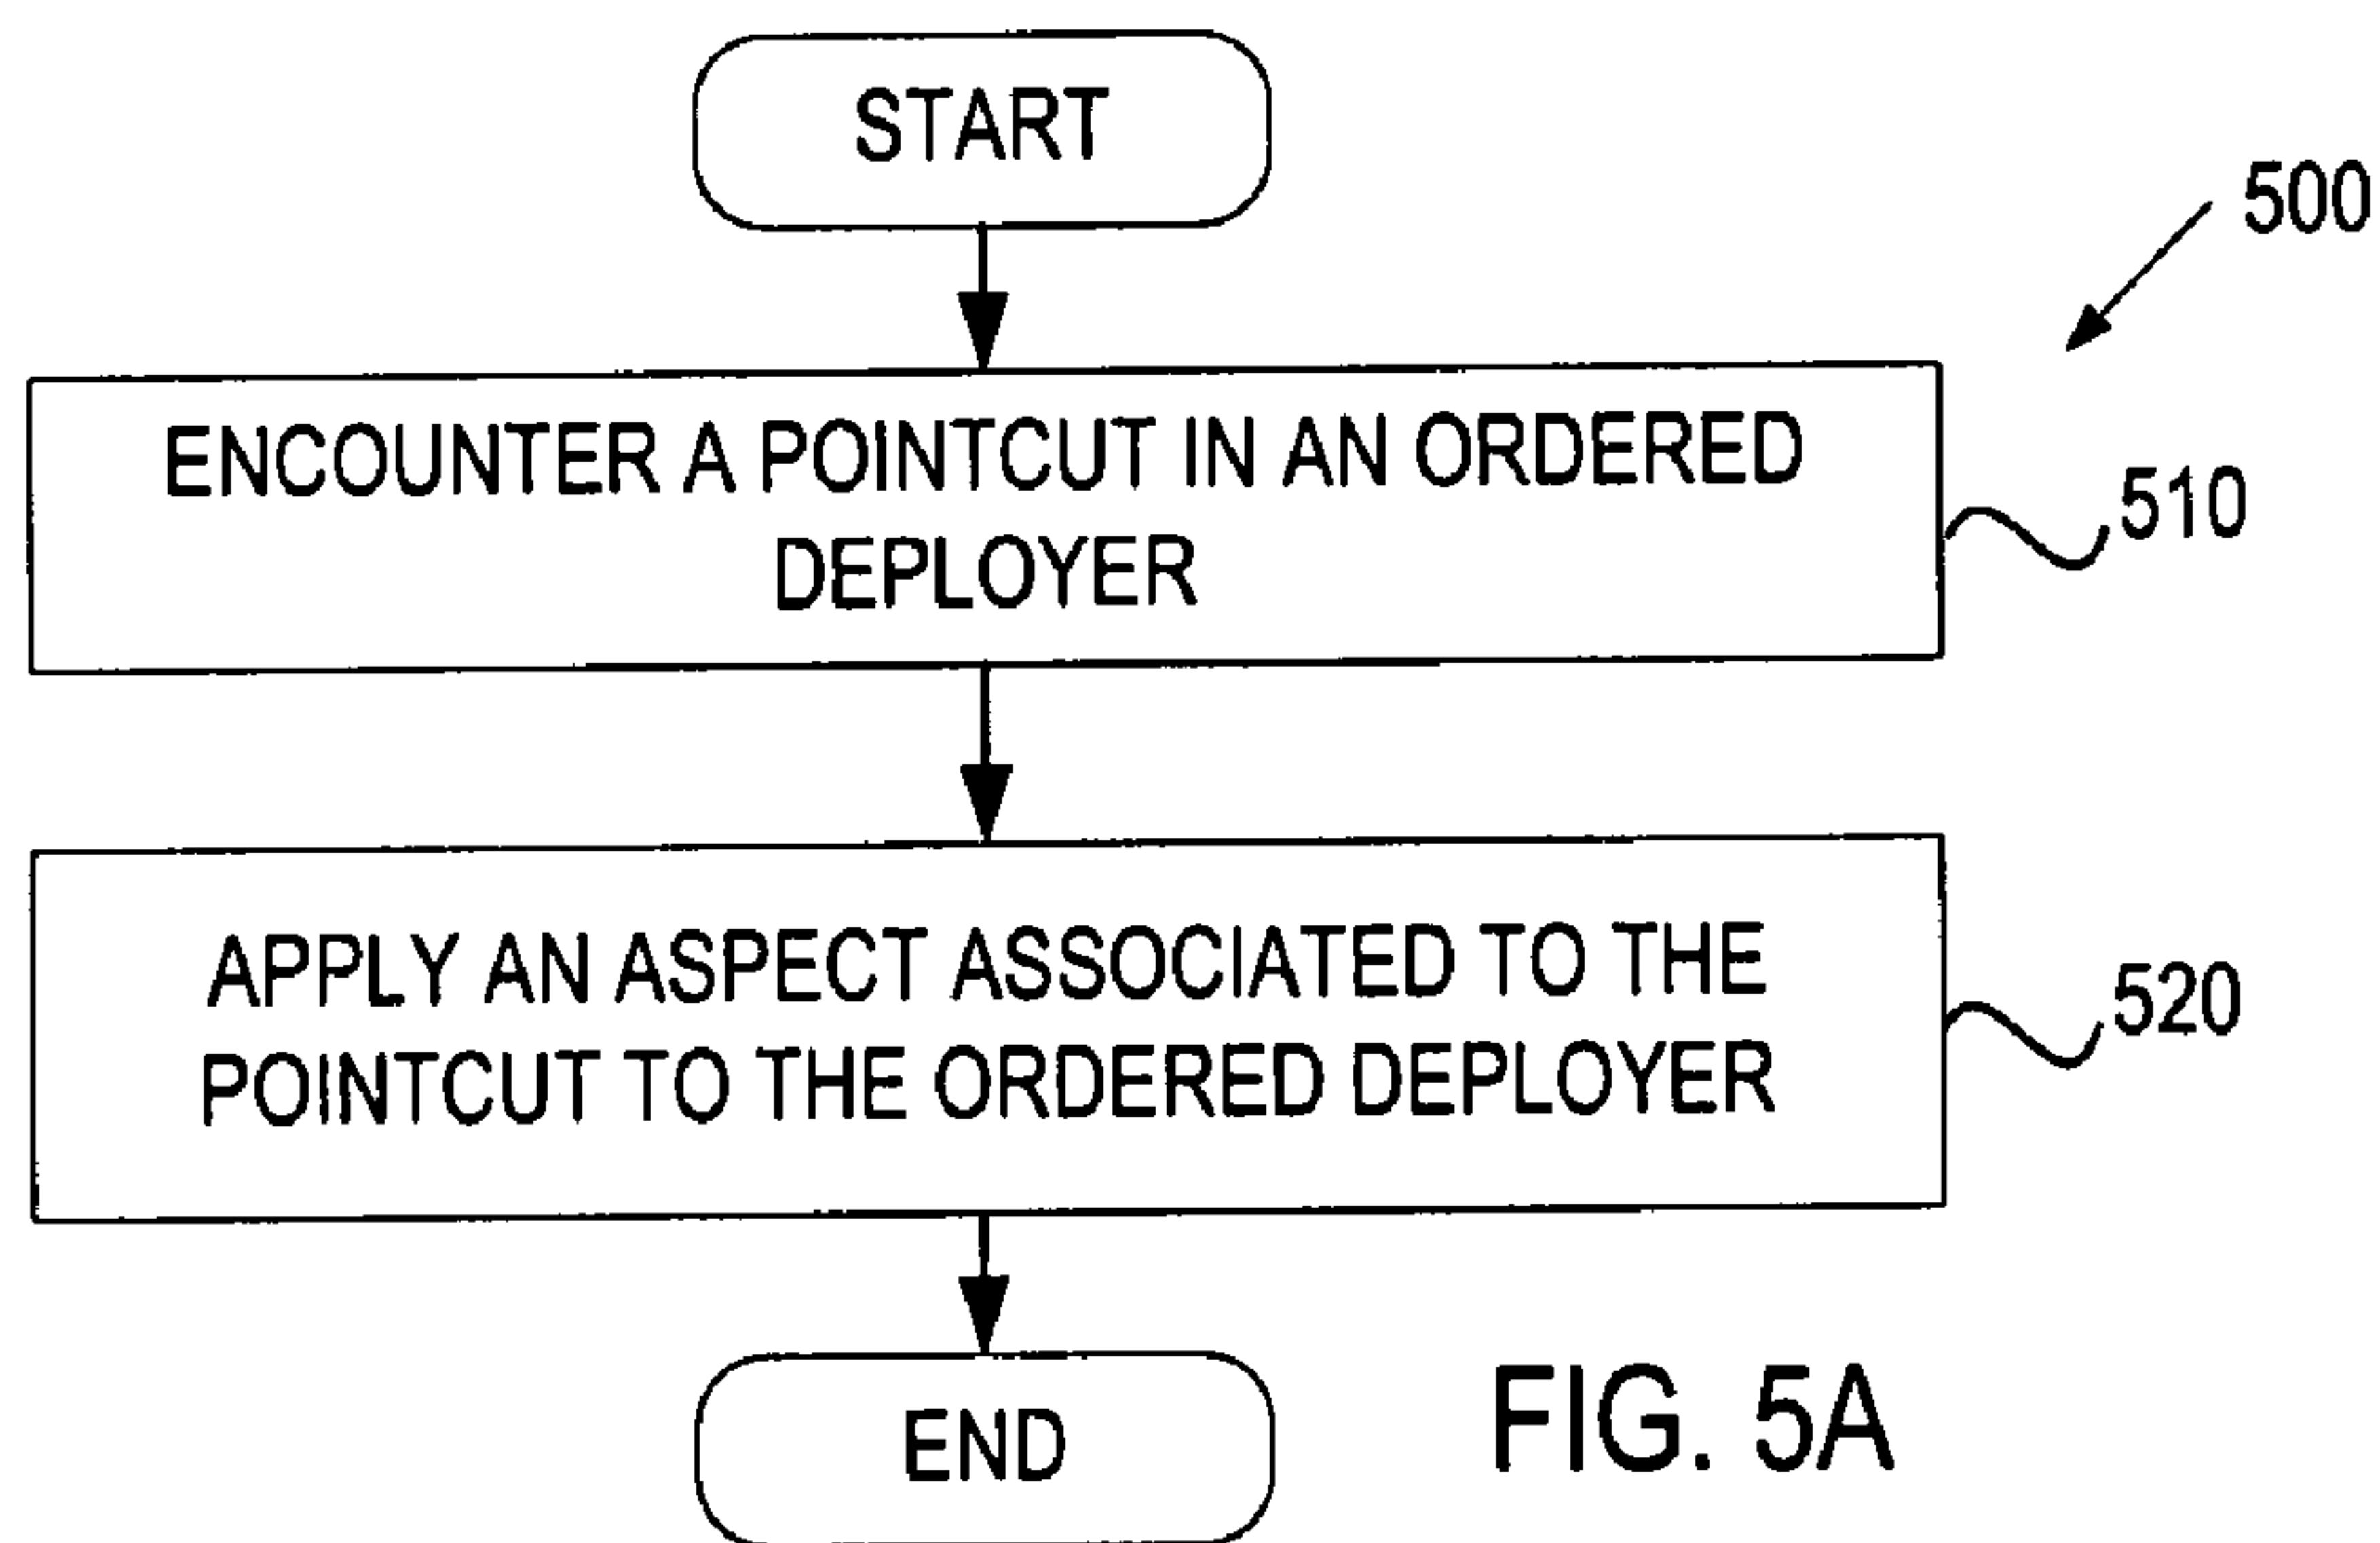 START
500
ENCOUNTER A POINTCUT IN AN ORDERED
DEPLOYER
510
APPLY AN ASPECT ASSOCIATED TO THE
POINTCUT TO THE ORDERED DEPLOYER
520
END
FIG. 5A